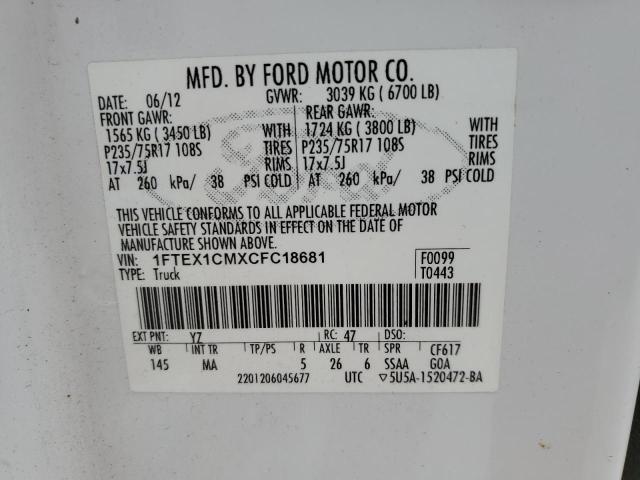 MFD. BY FORD MOTOR CO.
DATE: 06/12 GVWR: 3039 KG ( 6700 LB)
FRONT GAWR: REAR GAWR:
1565 KG ( 3450 LB) WITH 1724 KG ( 3800 LB) WITH
P235/75R17 108S TIRES P235/75R17 108S TIRES
17x7.5J RIMS 17x7.5J RIMS
AT 260 kPa/ 38 PSI COLD AT 260 kPa/ 38 PSI COLD
Ford
THIS VEHICLE CONFORMS TO ALL APPLICABLE FEDERAL MOTOR
VEHICLE SAFETY STANDARDS IN EFFECT ON THE DATE OF
MANUFACTURE SHOWN ABOVE.
VIN: 1FTEX1CMXCFC18681 F0099
TYPE: Truck T0443
EXT PNT: YZ RC: 47 DSO:
WB INT TR TP/PS R AXLE TR SPR CF617
145 MA 5 26 6 SSAA GOA
2201206045677 UTC ▽5U5A-1520472-BA